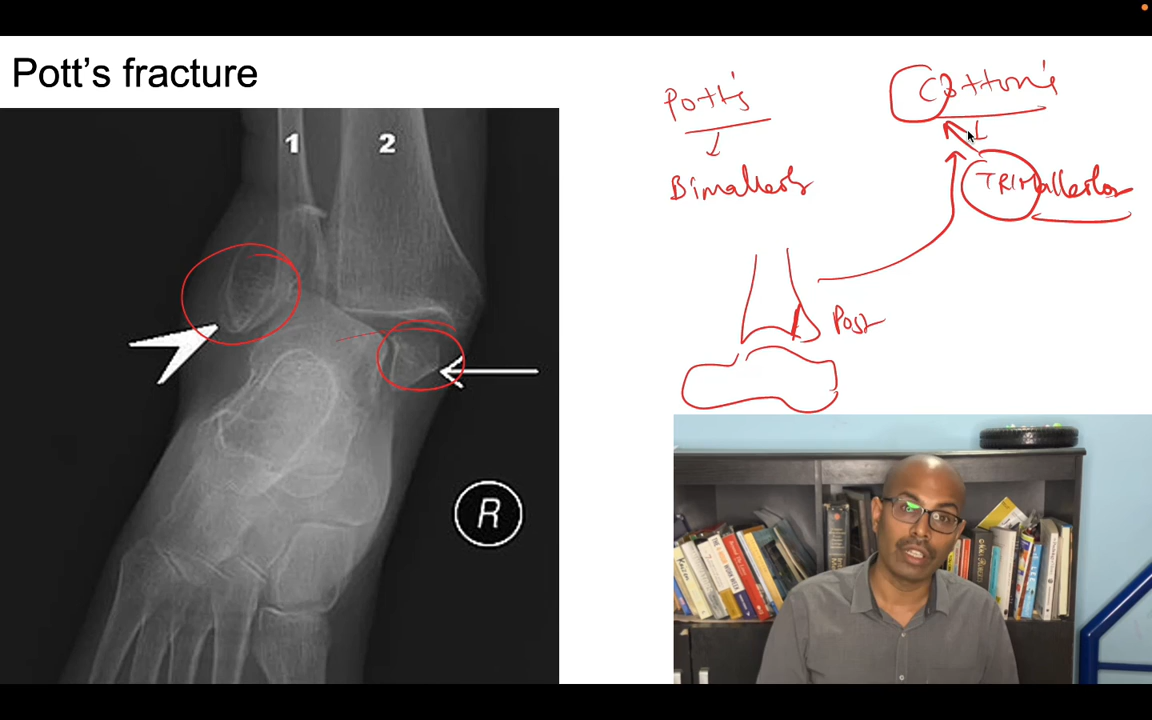 Pott's fracture
Pott's
Cotton's
Bimalleolar
TRIMalleolar
Post
1
2
R